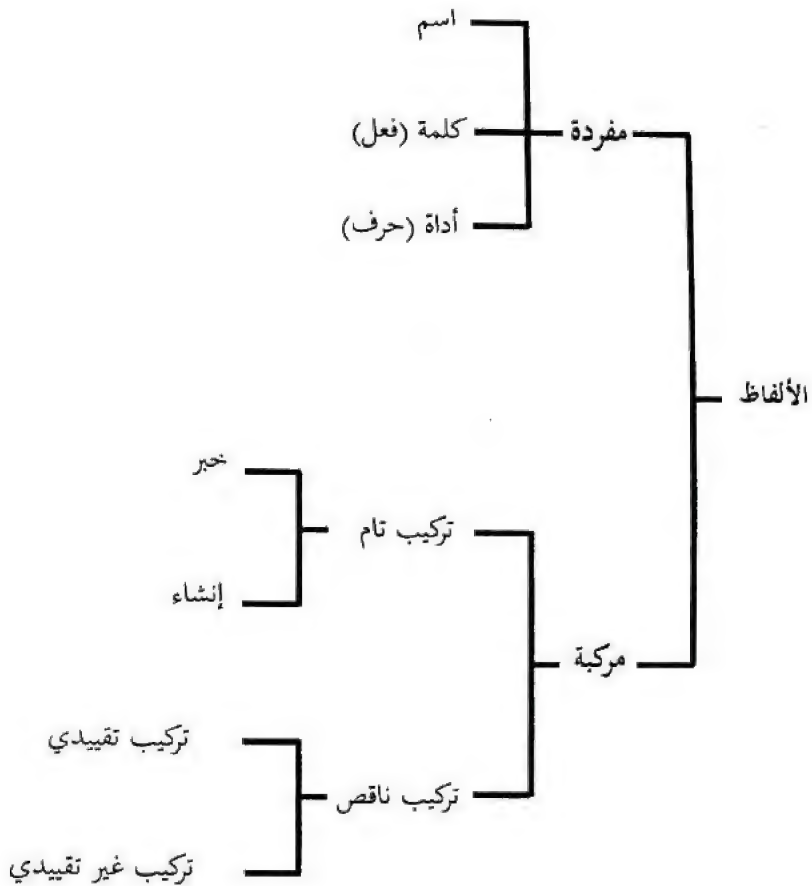 اسم
كلمة (فعل)
مفردة
أداة (حرف)
الألفاظ
خبر
تركيب تام
إنشاء
مركبة
تركيب تقييدي
تركيب ناقص
تركيب غير تقييدي